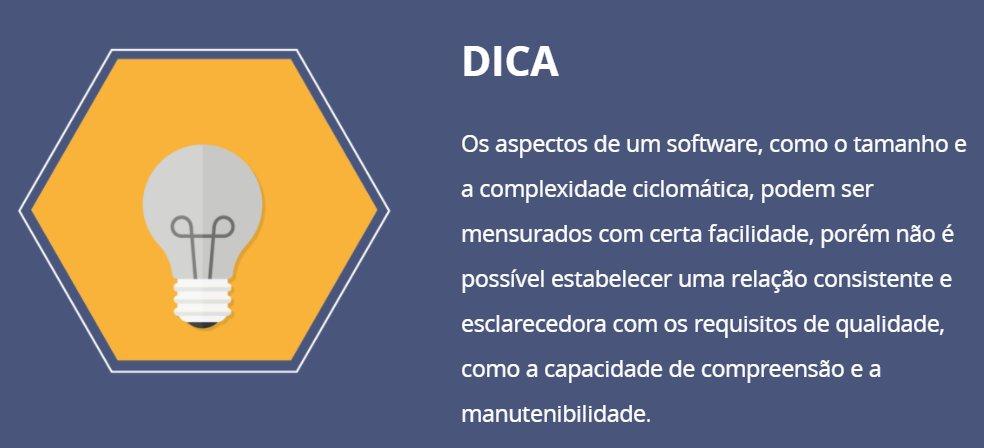 DICA
Os aspectos de um software, como o tamanho e
a complexidade ciclomática, podem ser
mensurados com certa facilidade, porém não é
possível estabelecer uma relação consistente e
esclarecedora com os requisitos de qualidade,
como a capacidade de compreensão e a
manutenibilidade.